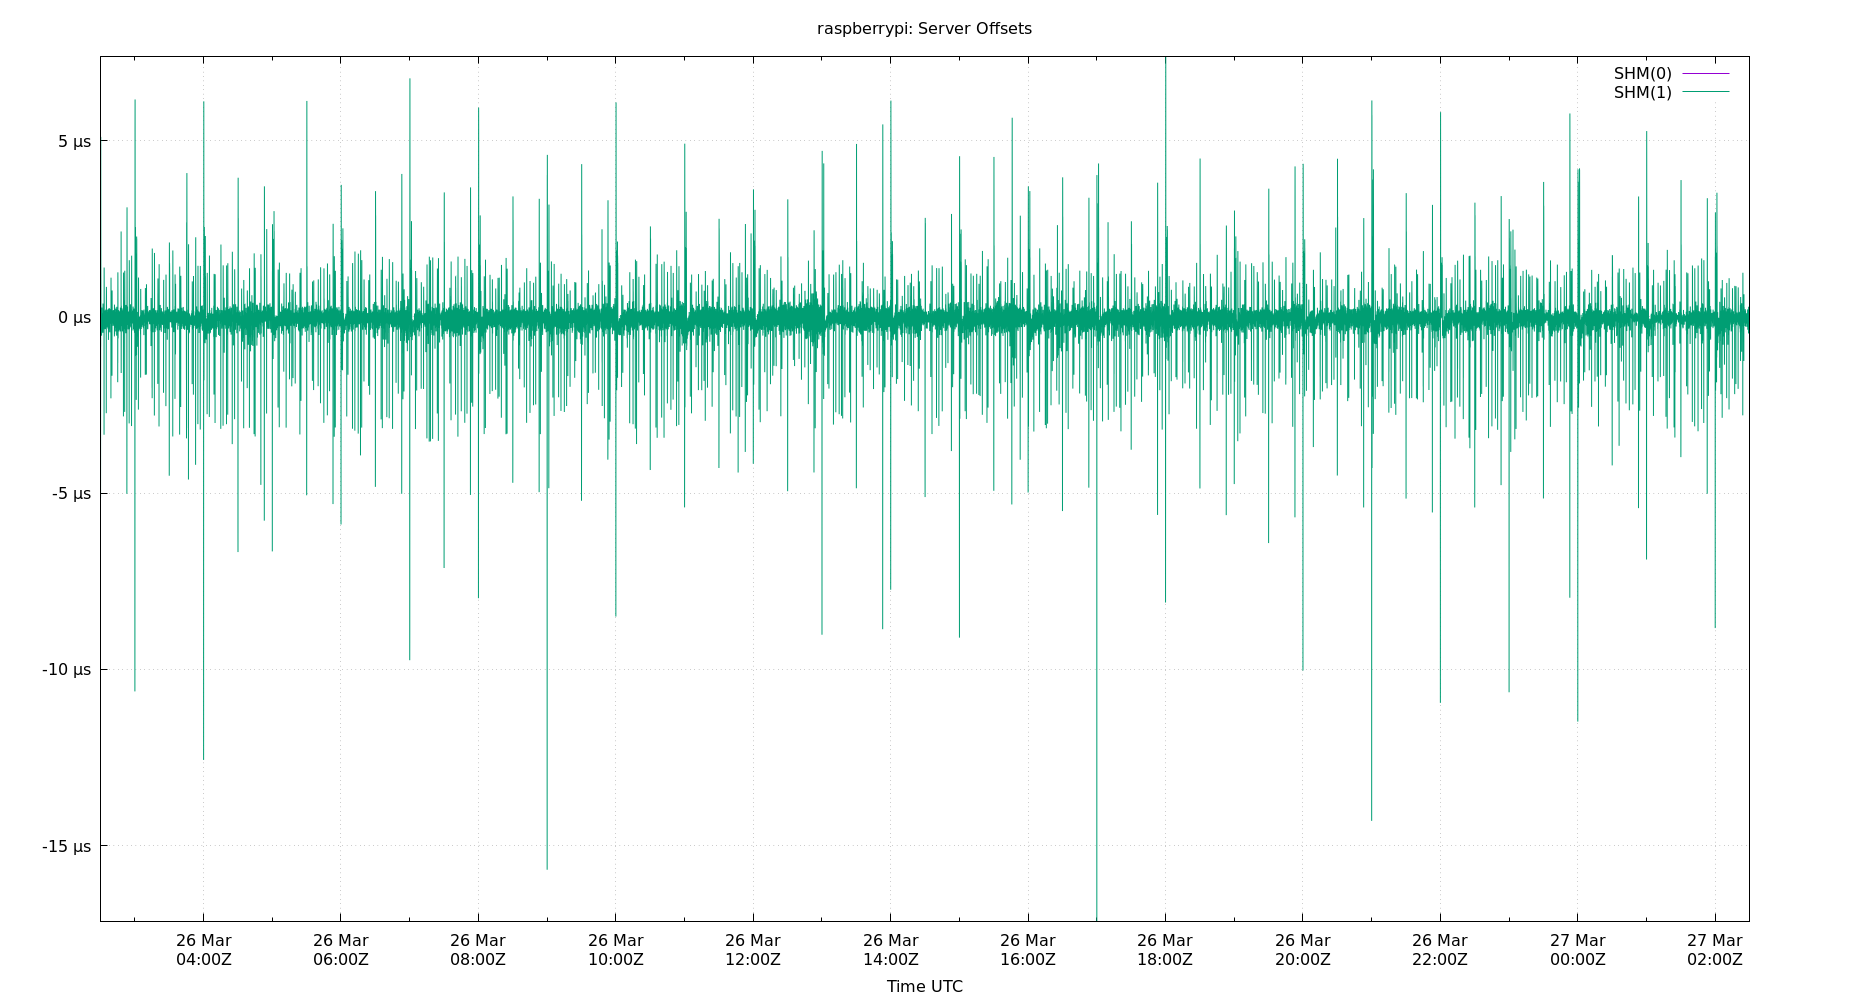 raspberrypi: Server Offsets
SHM(0)
SHM(1)
5 µs
0 µs
-5 µs
-10 µs
-15 µs
26 Mar 26 Mar 26 Mar 26 Mar 26 Mar 26 Mar 26 Mar 26 Mar 26 Mar 26 Mar 27 Mar 27 Mar
04:00Z 06:00Z 08:00Z 10:00Z 12:00Z 14:00Z 16:00Z 18:00Z 20:00Z 22:00Z 00:00Z 02:00Z
Time UTC